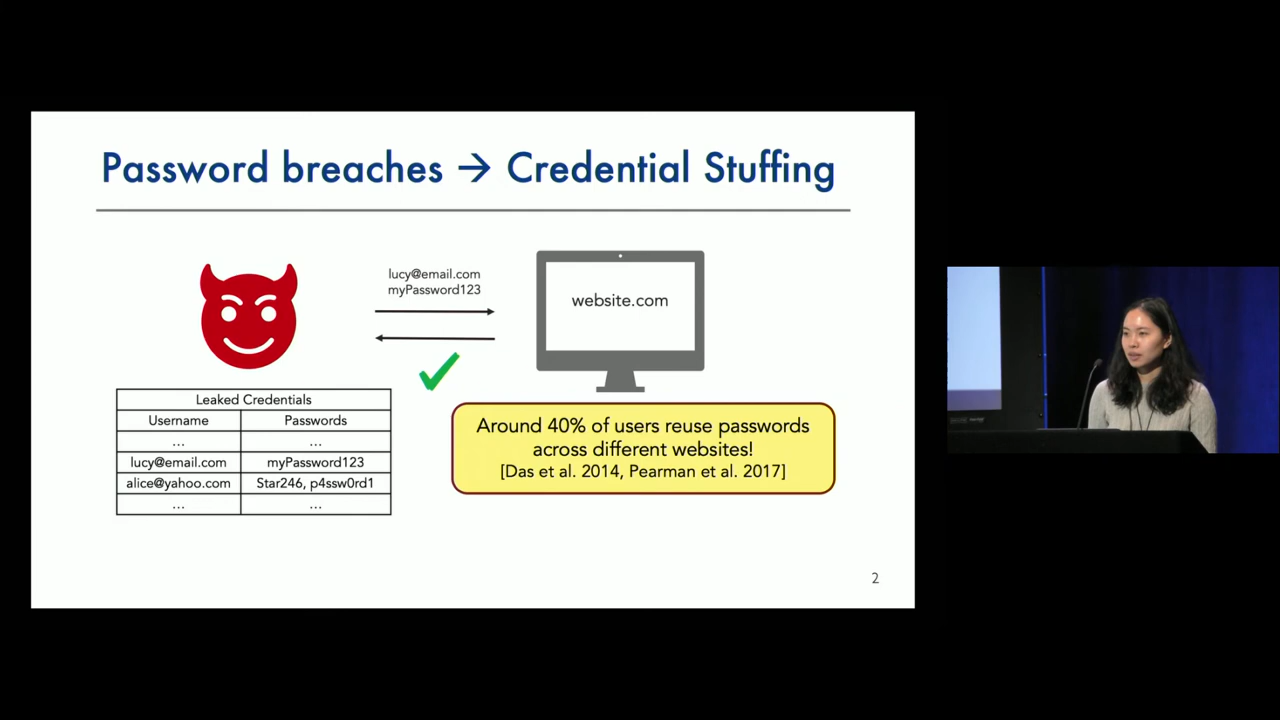 Password breaches → Credential Stuffing
lucy@email.com
myPassword123
website.com
Leaked Credentials
Username Passwords
... ...
lucy@email.com myPassword123
alice@yahoo.com Star246, p4ssw0rd1
... ...
Around 40% of users reuse passwords
across different websites!
[Das et al. 2014, Pearman et al. 2017]
2